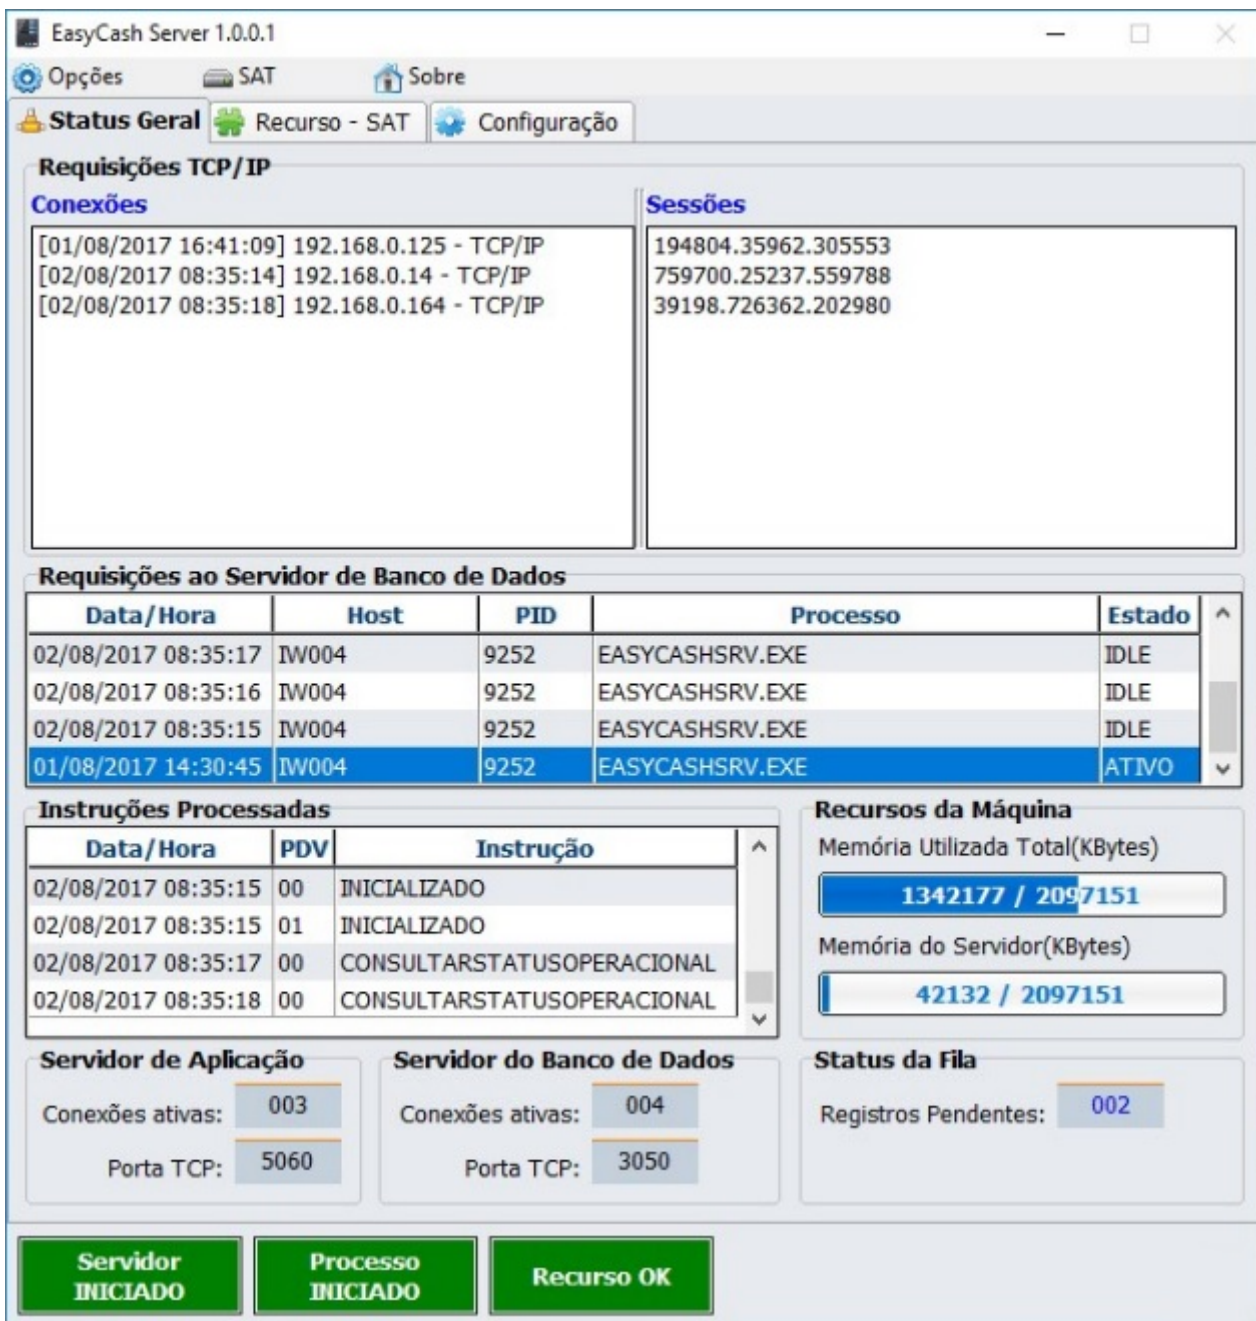 EasyCash Server 1.0.0.1
Opções SAT Sobre
Status Geral Recurso - SAT Configuração
Requisições TCP/IP
Conexões Sessões
[01/08/2017 16:41:09] 192.168.0.125 - TCP/IP 194804.35962.305553
[02/08/2017 08:35:14] 192.168.0.14 - TCP/IP 759700.25237.559788
[02/08/2017 08:35:18] 192.168.0.164 - TCP/IP 39198.726362.202980
Requisições ao Servidor de Banco de Dados
Data/Hora Host PID Processo Estado
02/08/2017 08:35:17 IW004 9252 EASYCASHSRV.EXE IDLE
02/08/2017 08:35:16 IW004 9252 EASYCASHSRV.EXE IDLE
02/08/2017 08:35:15 IW004 9252 EASYCASHSRV.EXE IDLE
01/08/2017 14:30:45 IW004 9252 EASYCASHSRV.EXE ATIVO
Instruções Processadas
Data/Hora PDV Instrução
02/08/2017 08:35:15 00 INICIALIZADO
02/08/2017 08:35:15 01 INICIALIZADO
02/08/2017 08:35:17 00 CONSULTARSTATUSOPERACIONAL
02/08/2017 08:35:18 00 CONSULTARSTATUSOPERACIONAL
Recursos da Máquina
Memória Utilizada Total(KBytes)
1342177 / 2097151
Memória do Servidor(KBytes)
42132 / 2097151
Servidor de Aplicação
Conexões ativas: 003
Porta TCP: 5060
Servidor do Banco de Dados
Conexões ativas: 004
Porta TCP: 3050
Status da Fila
Registros Pendentes: 002
Servidor
INICIADO
Processo
INICIADO
Recurso OK